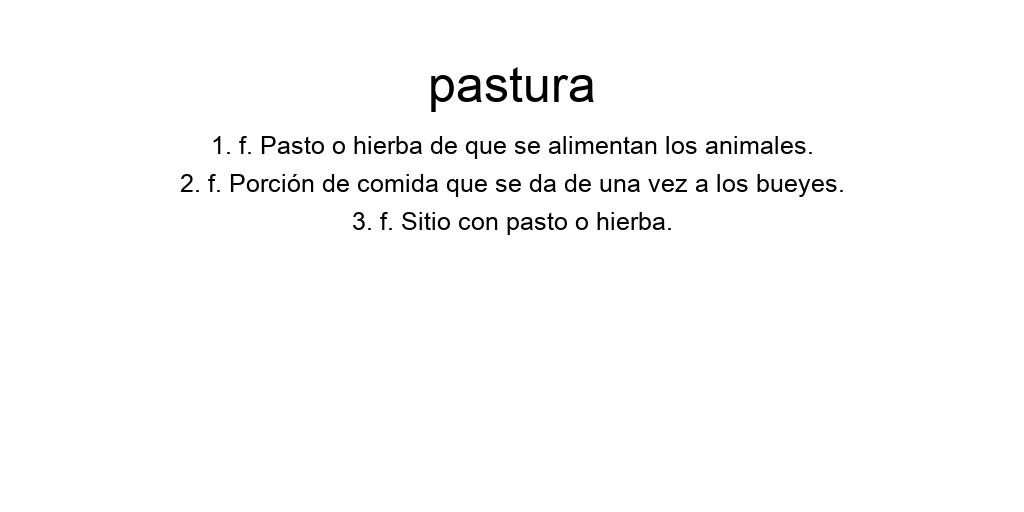 pastura
1. f. Pasto o hierba de que se alimentan los animales.
2. f. Porción de comida que se da de una vez a los bueyes.
3. f. Sitio con pasto o hierba.